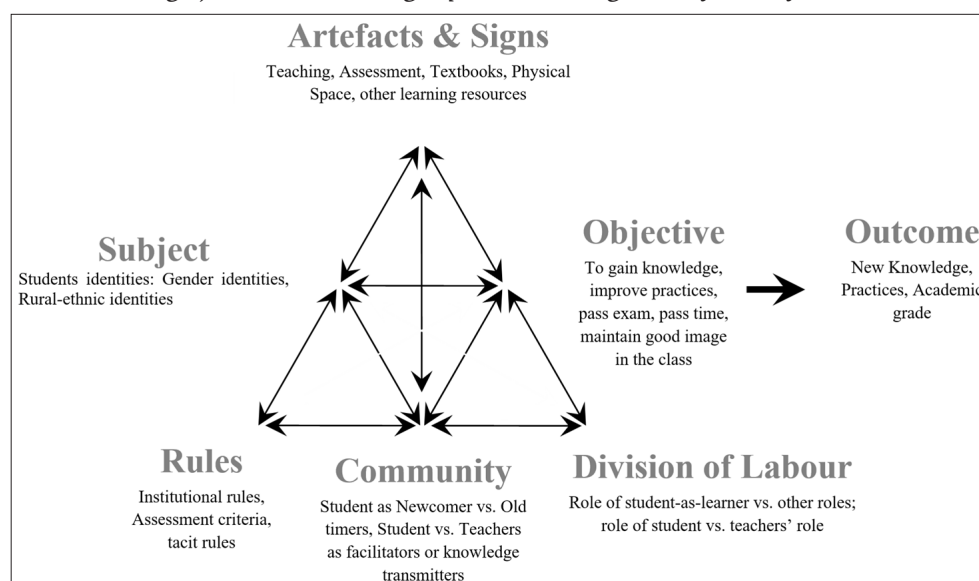 Artefacts & Signs
Teaching, Assessment, Textbooks, Physical
Space, other learning resources
Subject
Students identities: Gender identities,
Rural-ethnic identities
Objective
To gain knowledge,
improve practices,
pass exam, pass time,
maintain good image
in the class
Outcome
New Knowledge,
Practices, Academic
grade
Rules
Institutional rules,
Assessment criteria,
tacit rules
Community
Student as Newcomer vs. Old
timers, Student vs. Teachers
as facilitators or knowledge
transmitters
Division of Labour
Role of student-as-learner vs. other roles;
role of student vs. teachers’ role